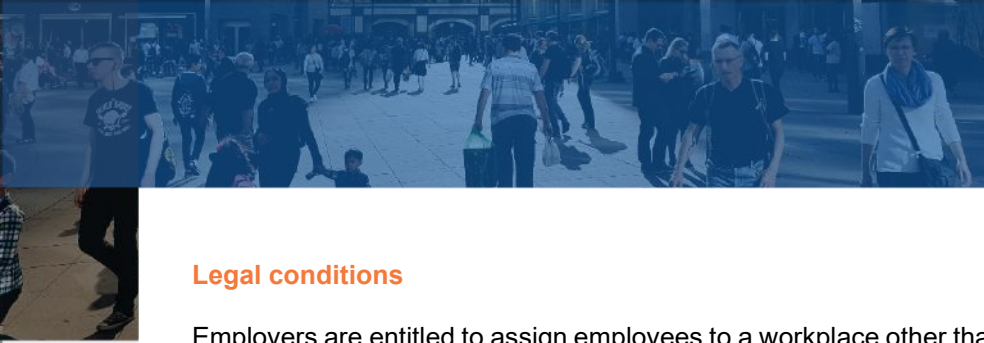 Legal conditions
Employers are entitled to assign employees to a workplace other tha